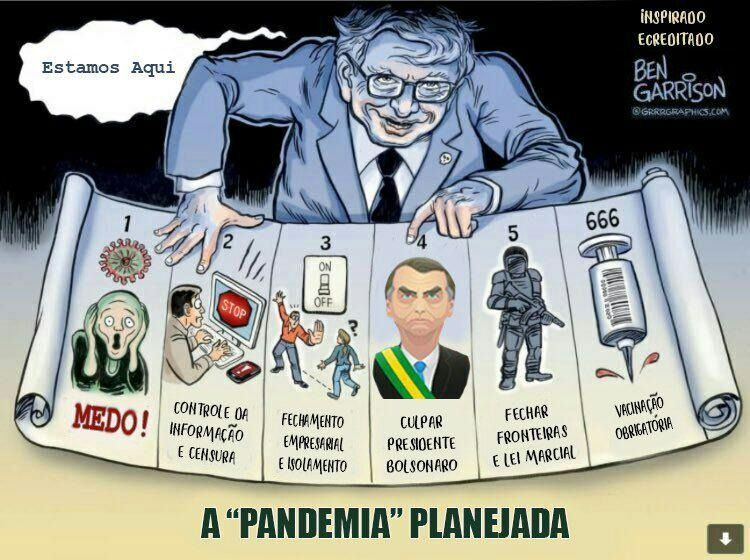 INSPIRADO
ECREDITADO
BEN
GARRISON
@GRRRGRAPHICS.COM
Estamos Aqui
1
MEDO!
2
STOP
CONTROLE DA
INFORMAÇÃO
E CENSURA
3
ON
OFF
?
FECHAMENTO
EMPRESARIAL
E ISOLAMENTO
4
CULPAR
PRESIDENTE
BOLSONARO
5
FECHAR
FRONTEIRAS
E LEI MARCIAL
666
VACINAÇÃO
OBRIGATÓRIA
A “PANDEMIA” PLANEJADA